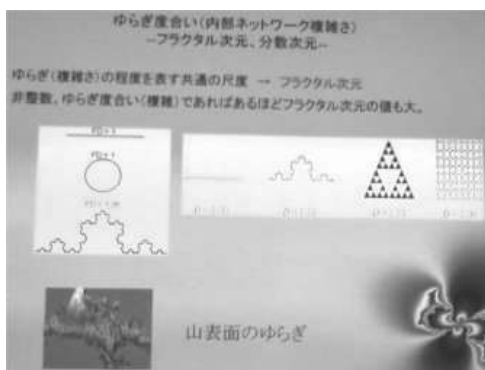 ゆらぎ度合い(内部ネットワーク複雑さ)
--フラクタル次元、分数次元--
ゆらぎ(複雑さ)の程度を表す共通の尺度 → フラクタル次元
非整数、ゆらぎ度合い(複雑)であればあるほどフラクタル次元の値も大。
FD=1
FD=1
山表面のゆらぎ